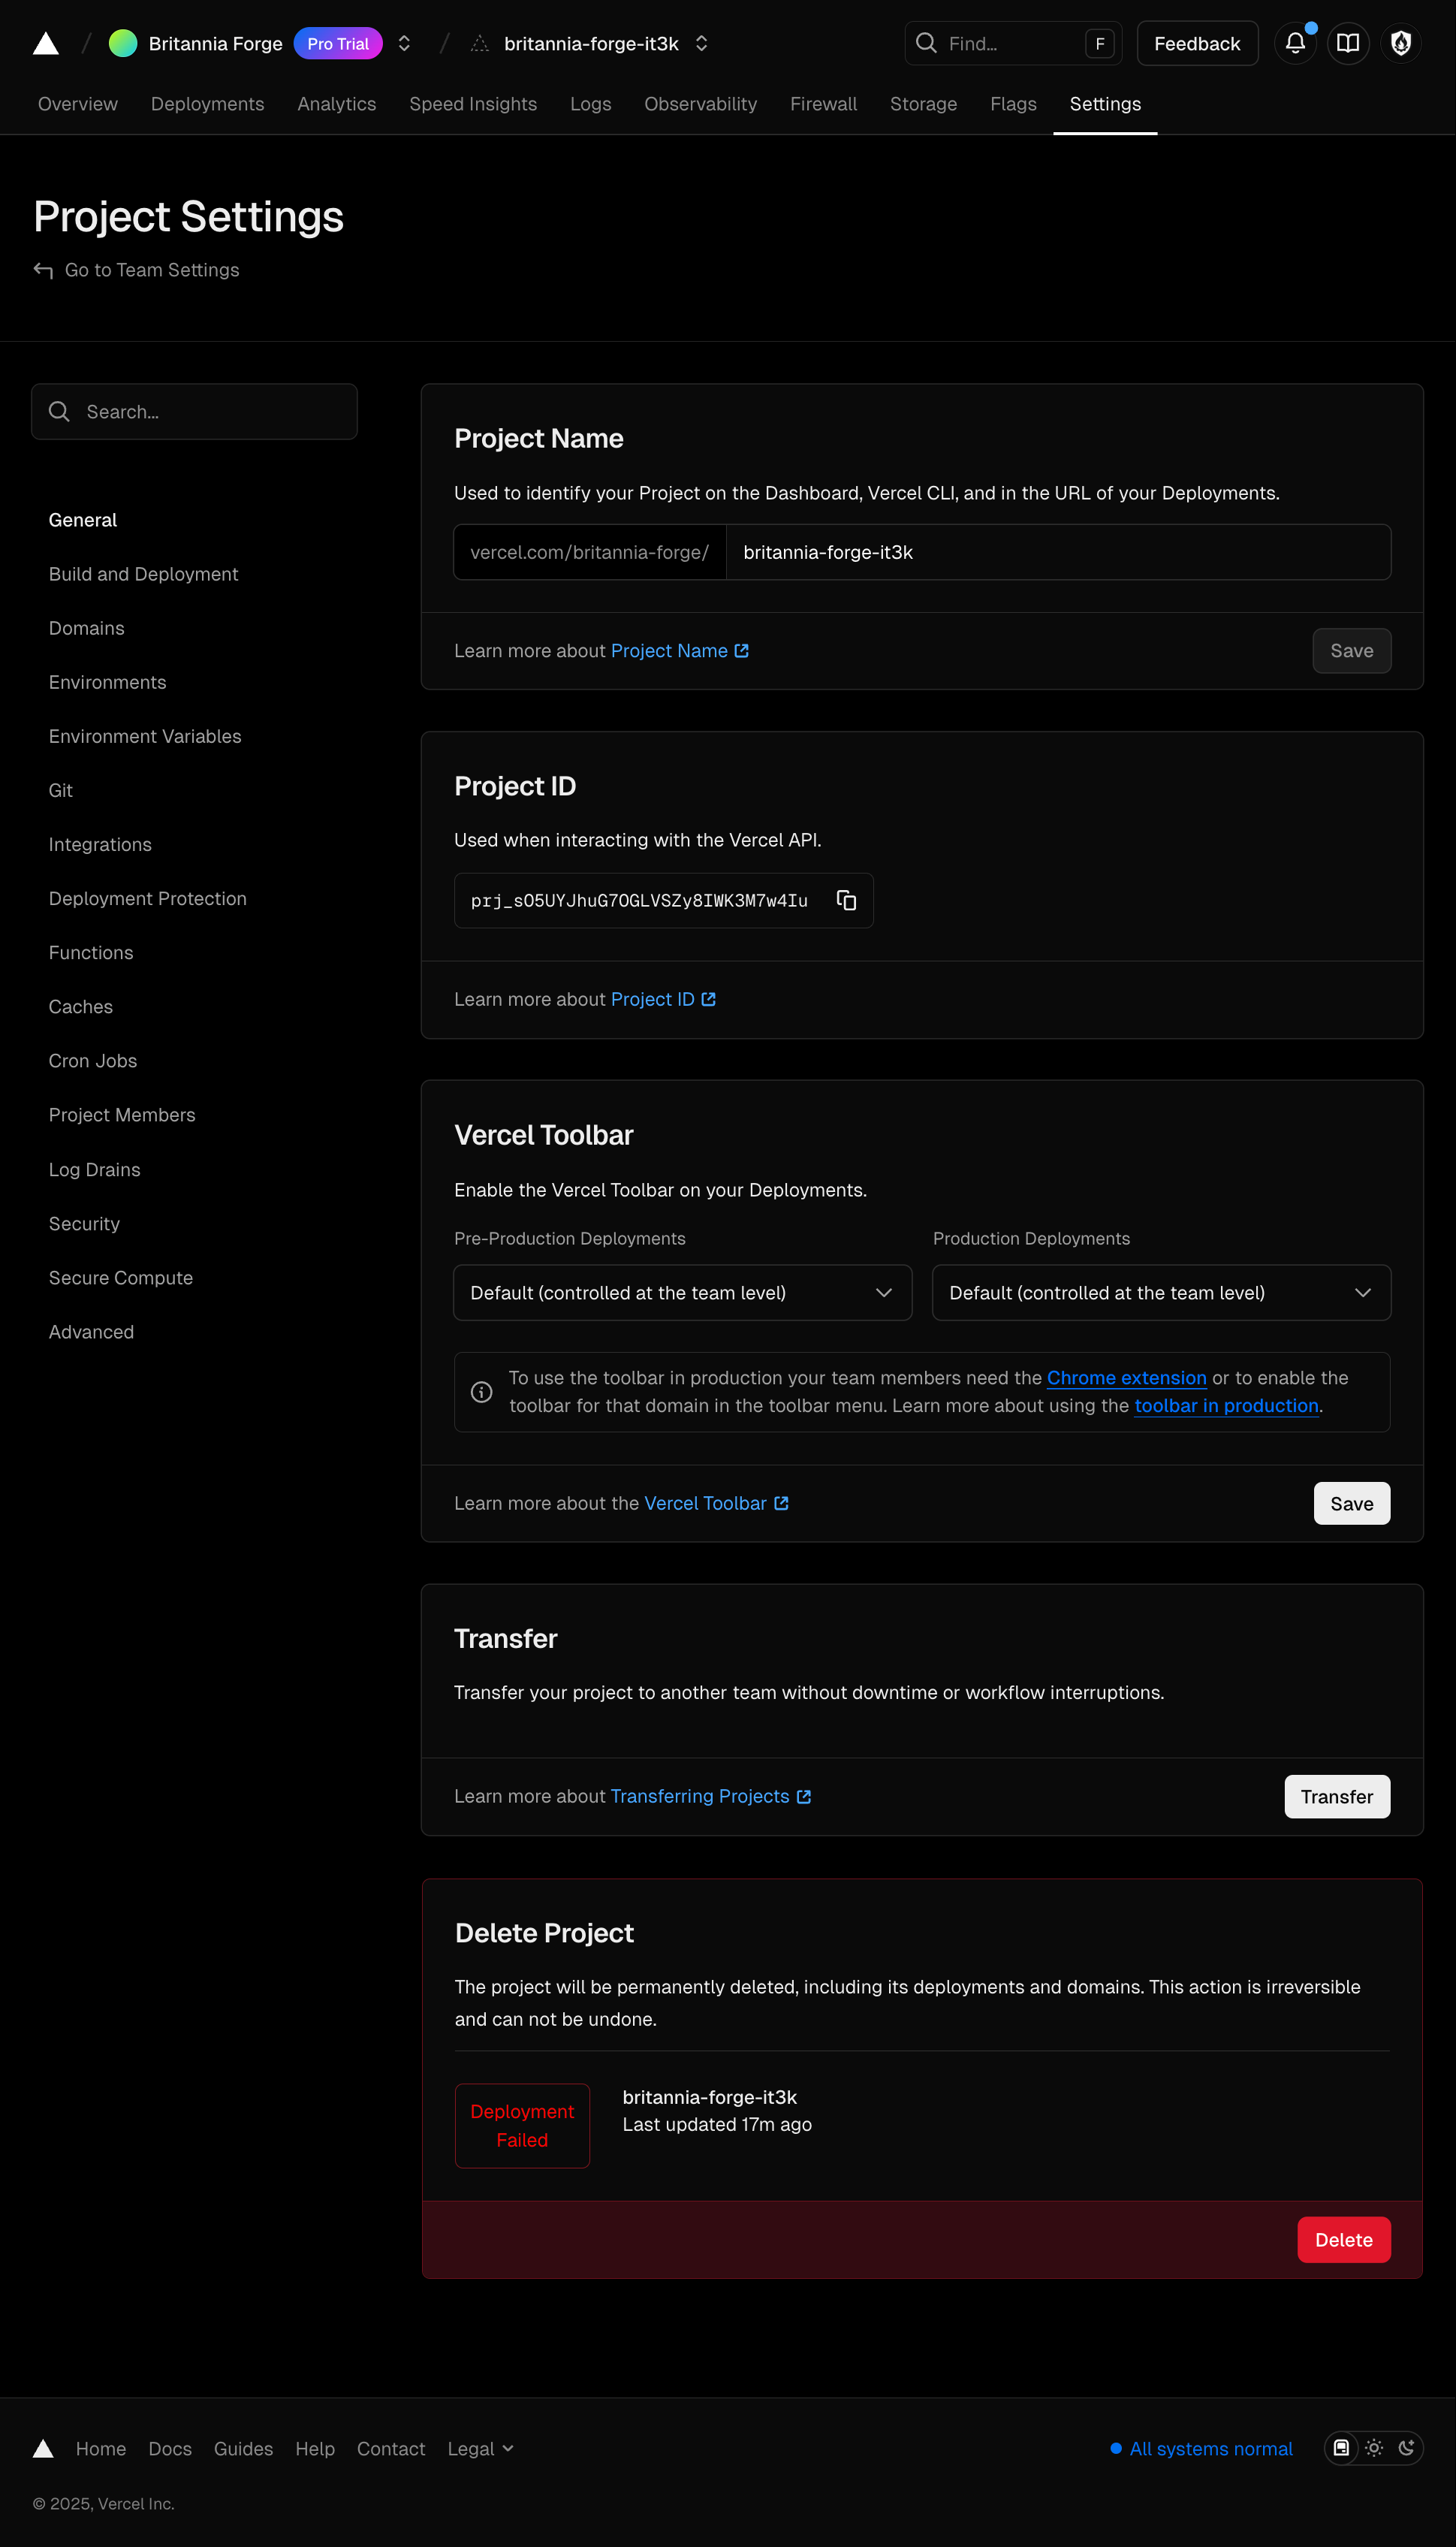 Britannia Forge Pro Trial
britannia-forge-it3k
Find...
F
Feedback
Overview
Deployments
Analytics
Speed Insights
Logs
Observability
Firewall
Storage
Flags
Settings
Project Settings
Go to Team Settings
Search...
General
Build and Deployment
Domains
Environments
Environment Variables
Git
Integrations
Deployment Protection
Functions
Caches
Cron Jobs
Project Members
Log Drains
Security
Secure Compute
Advanced
Project Name
Used to identify your Project on the Dashboard, Vercel CLI, and in the URL of your Deployments.
vercel.com/britannia-forge/ britannia-forge-it3k
Learn more about Project Name
Save
Project ID
Used when interacting with the Vercel API.
prj_sO5UYJhuG7OGLVSZy8IWK3M7w4Iu
Learn more about Project ID
Vercel Toolbar
Enable the Vercel Toolbar on your Deployments.
Pre-Production Deployments
Default (controlled at the team level)
Production Deployments
Default (controlled at the team level)
To use the toolbar in production your team members need the Chrome extension or to enable the
toolbar for that domain in the toolbar menu. Learn more about using the toolbar in production.
Learn more about the Vercel Toolbar
Save
Transfer
Transfer your project to another team without downtime or workflow interruptions.
Learn more about Transferring Projects
Transfer
Delete Project
The project will be permanently deleted, including its deployments and domains. This action is irreversible
and can not be undone.
Deployment
Failed
britannia-forge-it3k
Last updated 17m ago
Delete
Home
Docs
Guides
Help
Contact
Legal
All systems normal
© 2025, Vercel Inc.